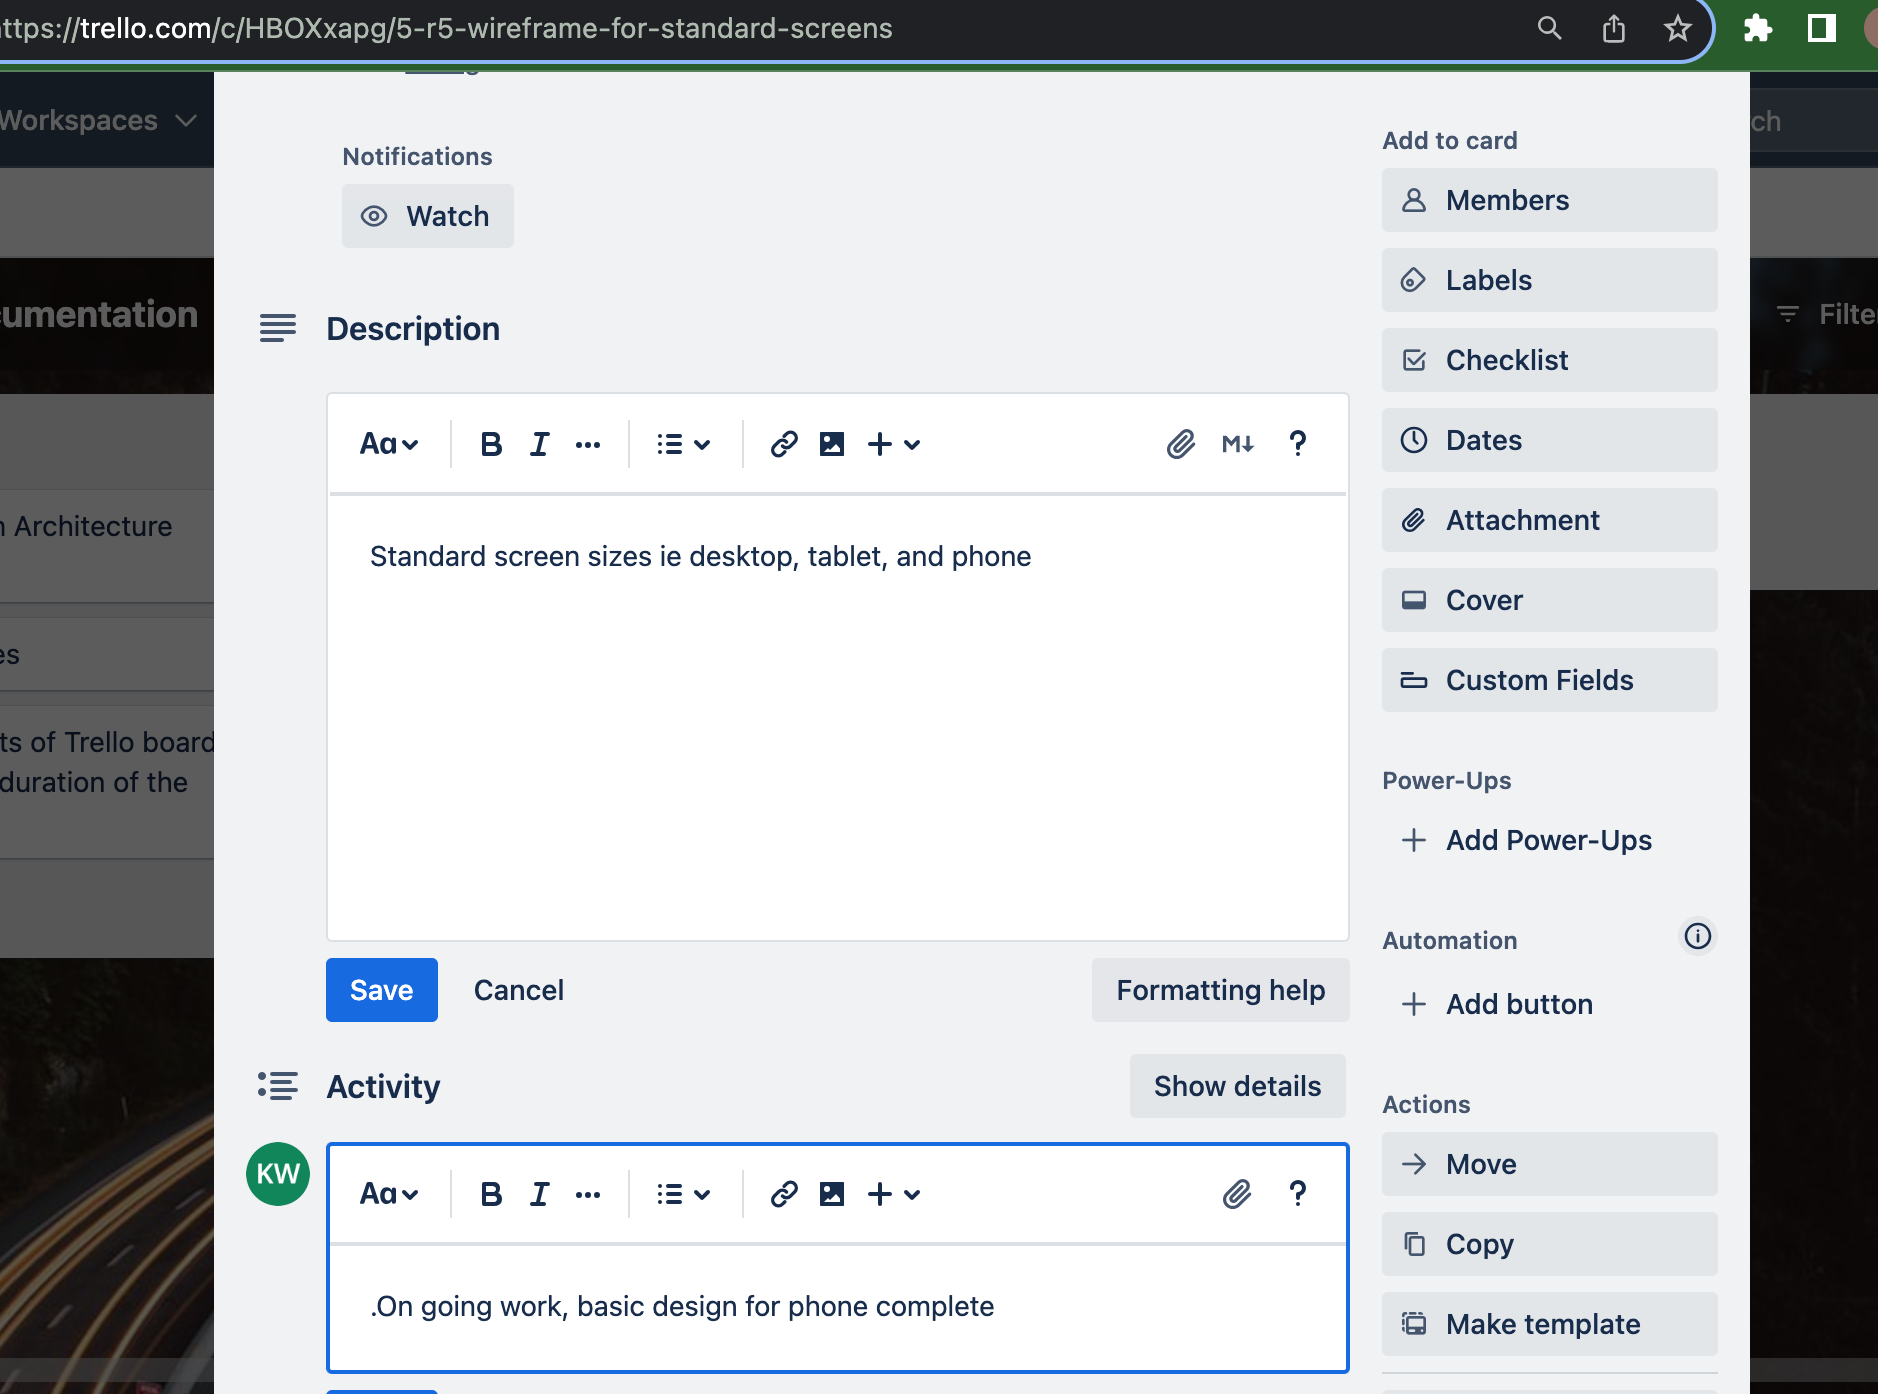 ttps://trello.com/c/HBOXxapg/5-r5-wireframe-for-standard-screens
Workspaces
ch
Notifications
Watch
Add to card
Members
Labels
Checklist
Dates
Attachment
Cover
Custom Fields
Power-Ups
Add Power-Ups
Automation
Add button
Actions
Move
Copy
Make template
umentation
Filte
Description
Aa B I ••• M↓ ?
Standard screen sizes ie desktop, tablet, and phone
Save Cancel Formatting help
Architecture
es
ts of Trello board
duration of the
Activity
Show details
KW
Aa B I ••• ?
.On going work, basic design for phone complete